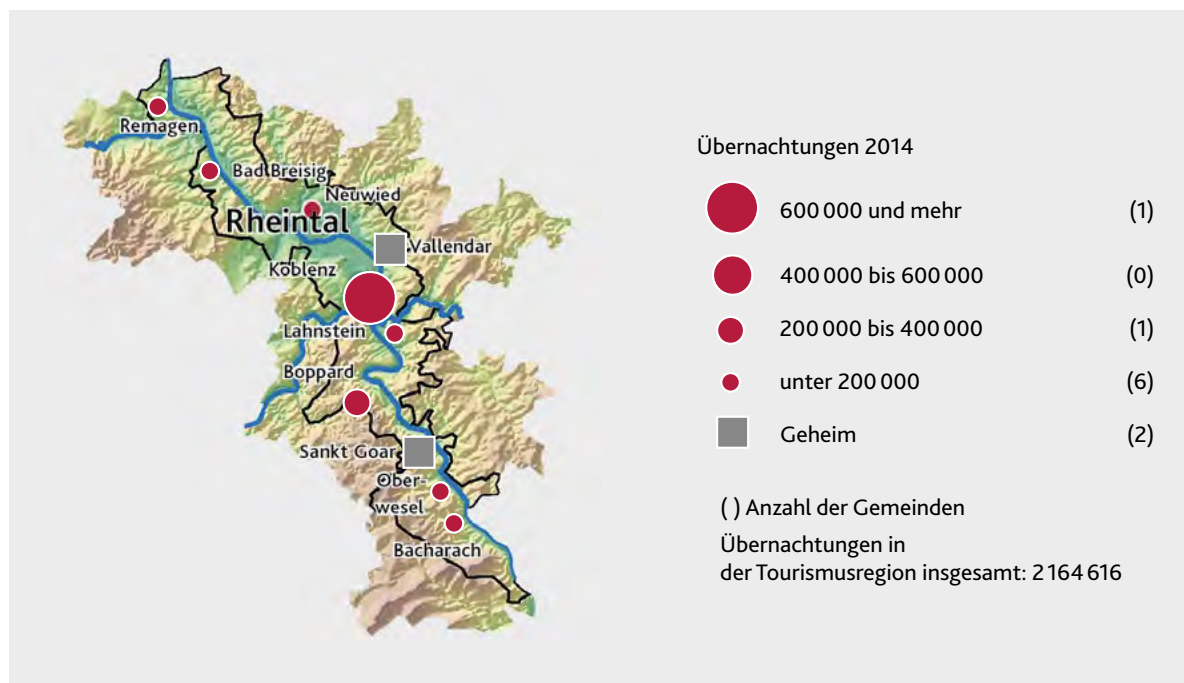 Remagen
Bad Breisig
Neuwied
Rheintal
Vallendar
Koblenz
Lahnstein
Boppard
Sankt Goar
Ober-
wesel
Bacharach
Übernachtungen 2014
600 000 und mehr (1)
400 000 bis 600 000 (0)
200 000 bis 400 000 (1)
unter 200 000 (6)
Geheim (2)
( ) Anzahl der Gemeinden
Übernachtungen in
der Tourismusregion insgesamt: 2 164 616